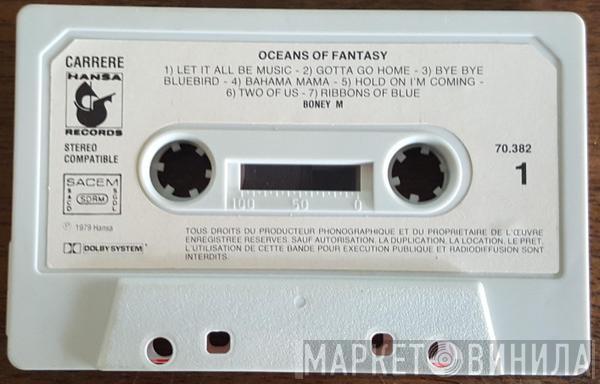 CARRERE
HANSA
RECORDS
STEREO
COMPATIBLE
OCEANS OF FANTASY
1) LET IT ALL BE MUSIC - 2) GOTTA GO HOME - 3) BYE BYE
BLUEBIRD - 4) BAHAMA MAMA - 5) HOLD ON I'M COMING -
6) TWO OF US - 7) RIBBONS OF BLUE
BONEY M
70.382
1
100 50 0
SACEM
SDRM
℗ 1979 Hansa
DOLBY SYSTEM
TOUS DROITS DU PRODUCTEUR PHONOGRAPHIQUE ET DU PROPRIETAIRE DE L'ŒUVRE
ENREGISTREE RESERVES. SAUF AUTORISATION, LA DUPLICATION, LA LOCATION, LE PRET,
L'UTILISATION DE CETTE BANDE POUR EXECUTION PUBLIQUE ET RADIODIFFUSION SONT
INTERDITS.
МАРКЕТ ВИНИЛА